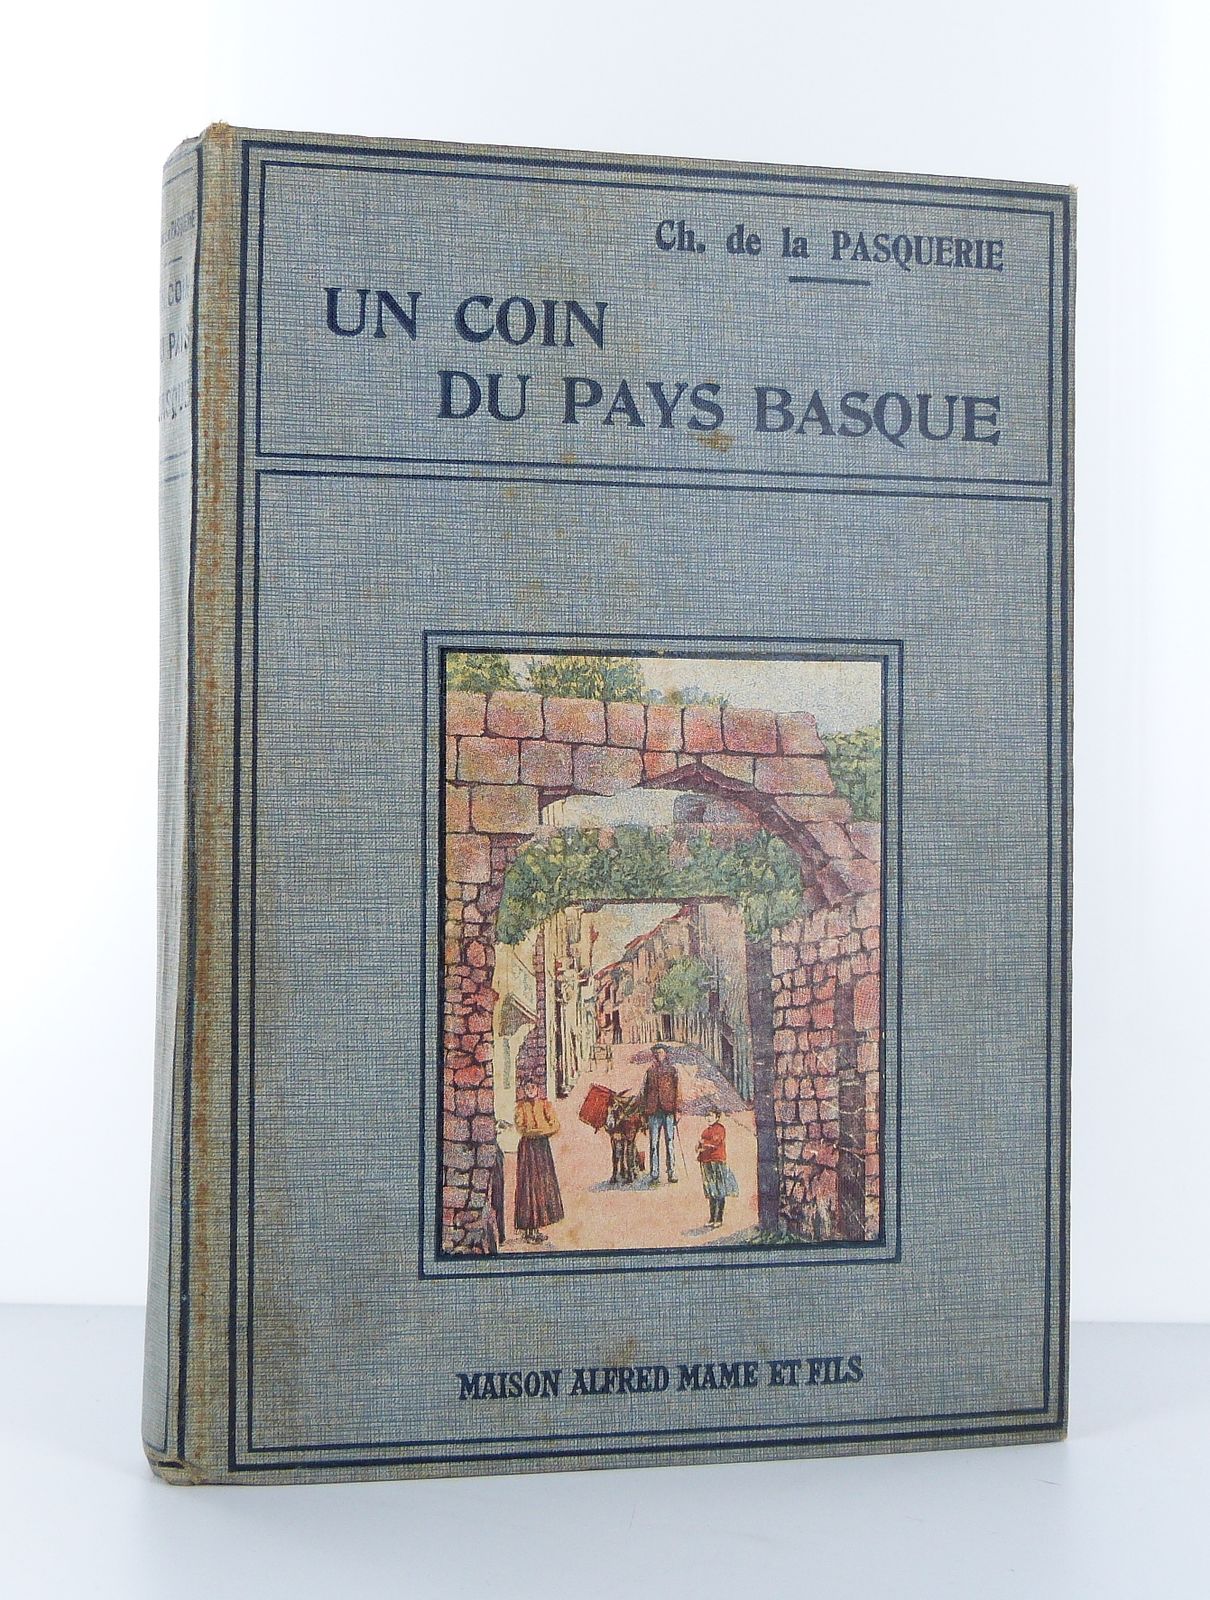 Ch. de la PASQUERIE
UN COIN
DU PAYS BASQUE
MAISON ALFRED MAME ET FILS